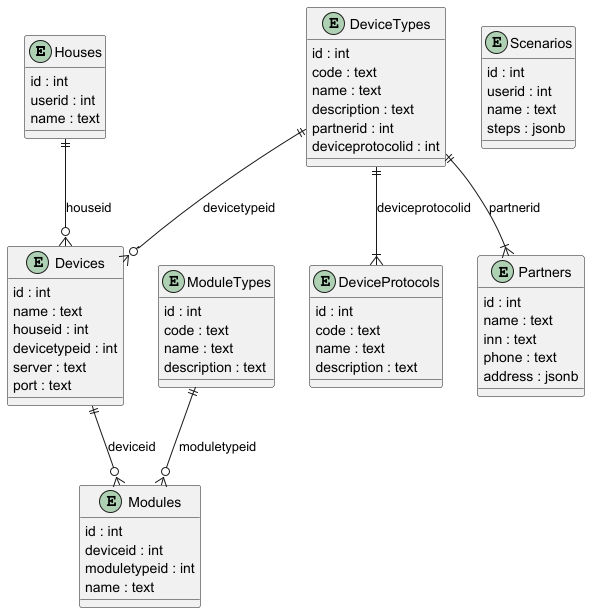 E DeviceTypes
id : int
code : text
name : text
description : text
partnerid : int
deviceprotocolid : int
E Scenarios
id : int
userid : int
name : text
steps : jsonb
E Houses
id : int
userid : int
name : text
houseid
devicetypeid
deviceprotocolid
partnerid
E Devices
id : int
name : text
houseid : int
devicetypeid : int
server : text
port : text
E ModuleTypes
id : int
code : text
name : text
description : text
E DeviceProtocols
id : int
code : text
name : text
description : text
E Partners
id : int
name : text
inn : text
phone : text
address : jsonb
deviceid
moduletypeid
E Modules
id : int
deviceid : int
moduletypeid : int
name : text